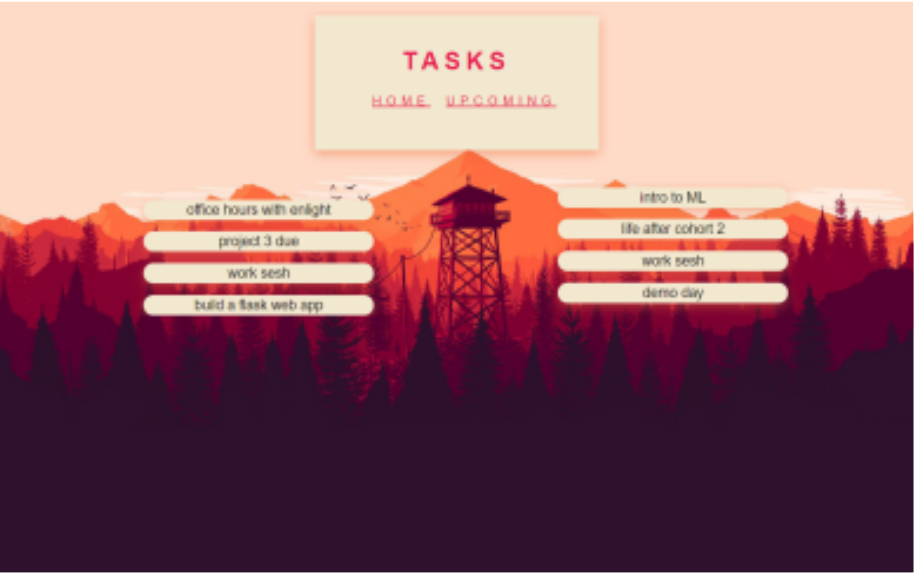 TASKS
HOME UPCOMING
office hours with enlight
project 3 due
work sesh
build a flask web app
intro to ML
life after cohort 2
work sesh
demo day